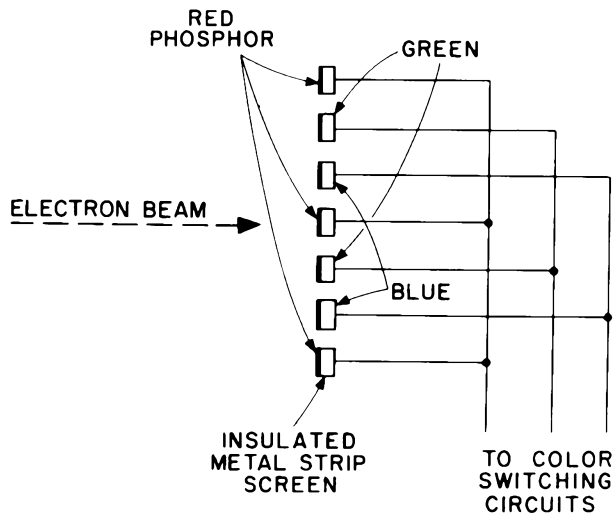 RED
PHOSPHOR
GREEN
ELECTRON BEAM
BLUE
INSULATED
METAL STRIP
SCREEN
TO COLOR
SWITCHING
CIRCUITS